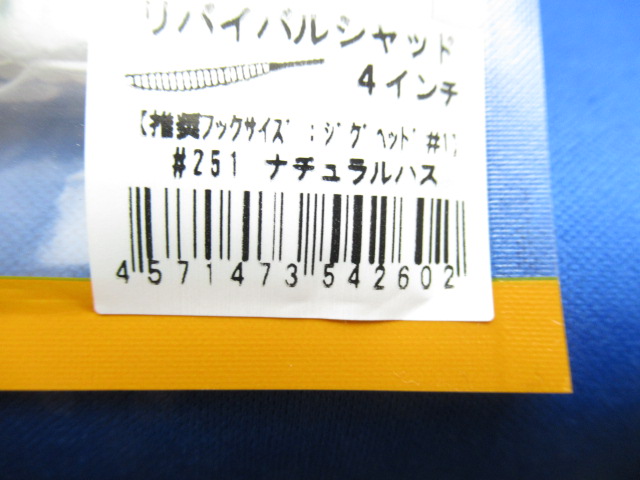 リバイバルシャッド
4インチ
【推奨フックサイズ：ジグヘッド#1】
#251 ナチュラルハス
4571473542602